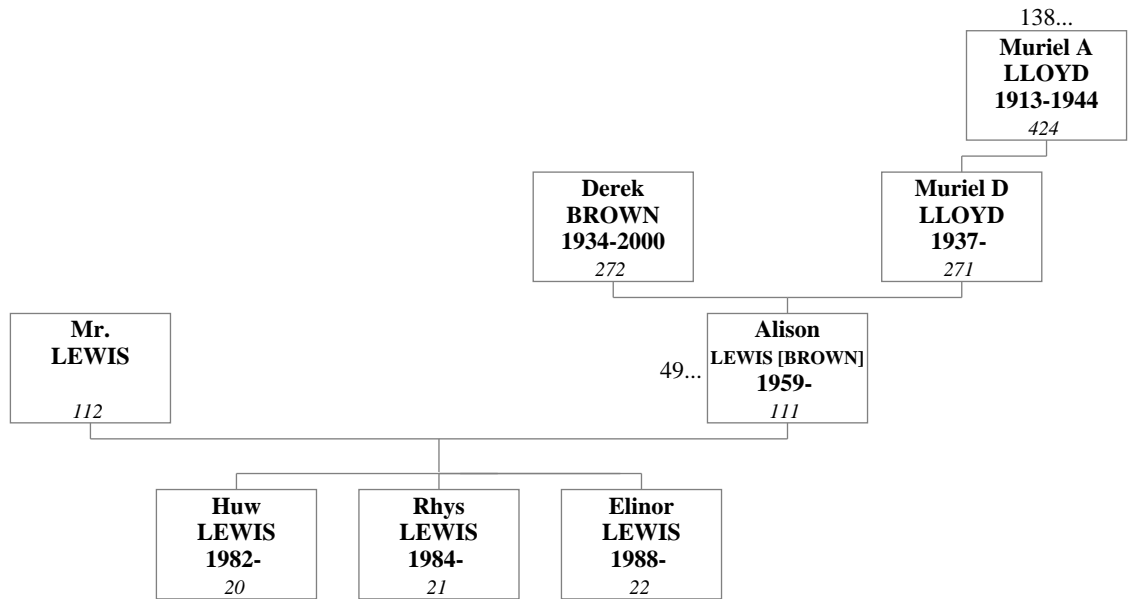 138...
Muriel A
LLOYD
1913-1944
424
Derek
BROWN
1934-2000
272
Muriel D
LLOYD
1937-
271
Mr.
LEWIS
112
49...
Alison
LEWIS [BROWN]
1959-
111
Huw
LEWIS
1982-
20
Rhys
LEWIS
1984-
21
Elinor
LEWIS
1988-
22